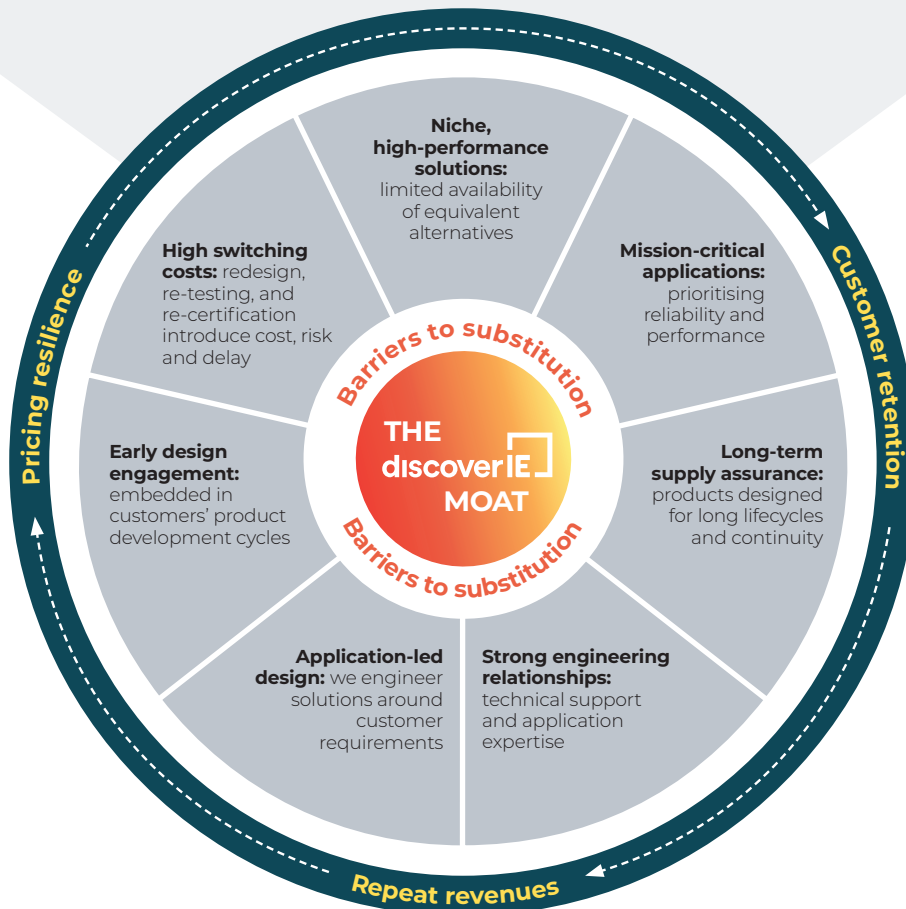 Niche,
high-performance
solutions:
limited availability
of equivalent
alternatives
Mission-critical
applications:
prioritising
reliability and
performance
Long-term
supply assurance:
products designed
for long lifecycles
and continuity
Strong engineering
relationships:
technical support
and application
expertise
Application-led
design: we engineer
solutions around
customer
requirements
Early design
engagement:
embedded in
customers’ product
development cycles
High switching
costs: redesign,
re-testing, and
re-certification
introduce cost, risk
and delay
Barriers to substitution
THE
discoverIE
MOAT
Barriers to substitution
Customer retention
Repeat revenues
Pricing resilience